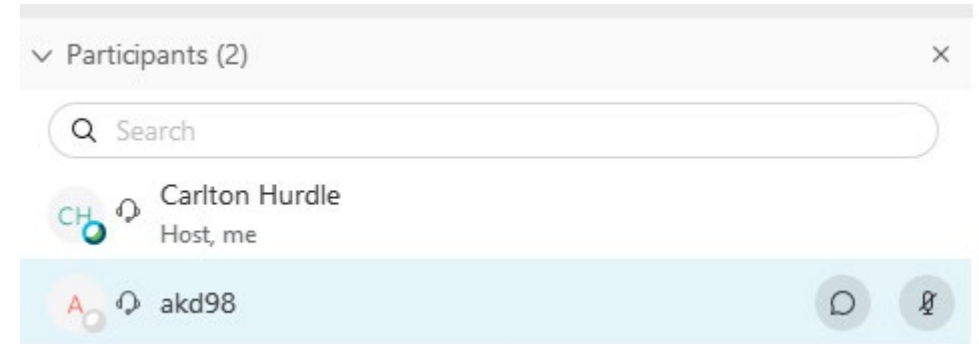 Participants (2)
Search
CH
Carlton Hurdle
Host, me
A
akd98